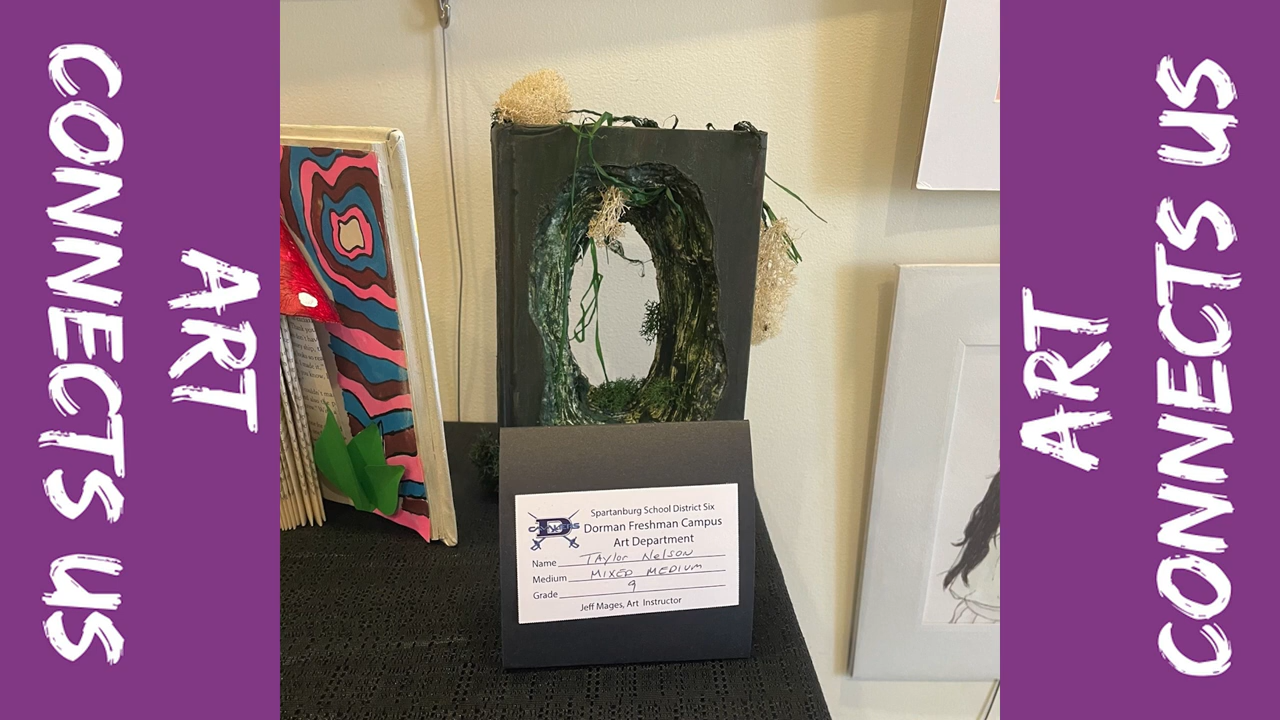 ART
CONNECTS US
Spartanburg School District Six
D
CAVALIERS
Dorman Freshman Campus
Art Department
Name TAylor Nelson
Medium MIXED MEDIUM
Grade 9
Jeff Mages, Art Instructor
ART
CONNECTS US